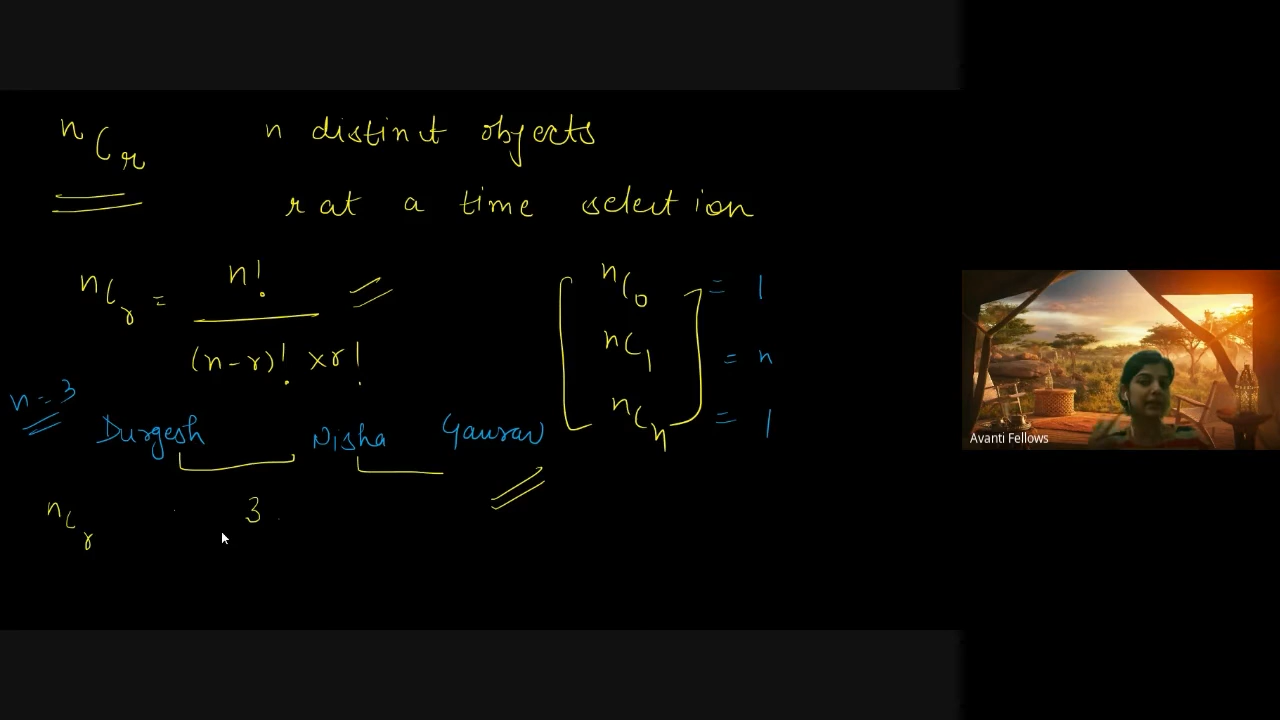 nCr n distinct objects
r at a time selection
nCr = n! / (n-r)! × r!
nC0 = 1
nC1 = n
nCn = 1
n = 3
Durgesh Nisha Gaurav
nCr 3
Avanti Fellows